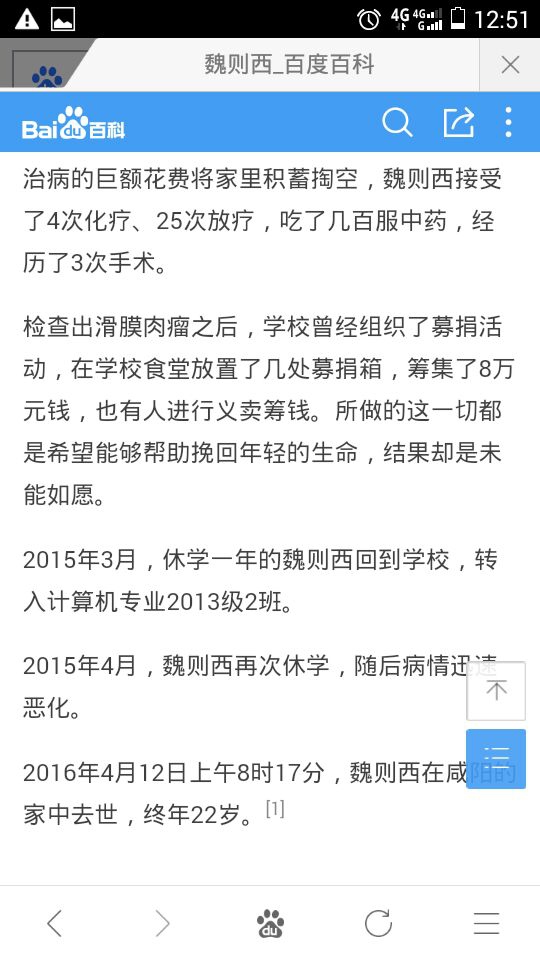 4G 4G G 12:51
魏则西_百度百科
Bai du 百科
治病的巨额花费将家里积蓄掏空，魏则西接受
了4次化疗、25次放疗，吃了几百服中药，经
历了3次手术。
检查出滑膜肉瘤之后，学校曾经组织了募捐活
动，在学校食堂放置了几处募捐箱，筹集了8万
元钱，也有人进行义卖筹钱。所做的这一切都
是希望能够帮助挽回年轻的生命，结果却是未
能如愿。
2015年3月，休学一年的魏则西回到学校，转
入计算机专业2013级2班。
2015年4月，魏则西再次休学，随后病情迅速
恶化。
2016年4月12日上午8时17分，魏则西在咸阳的
家中去世，终年22岁。[1]
du